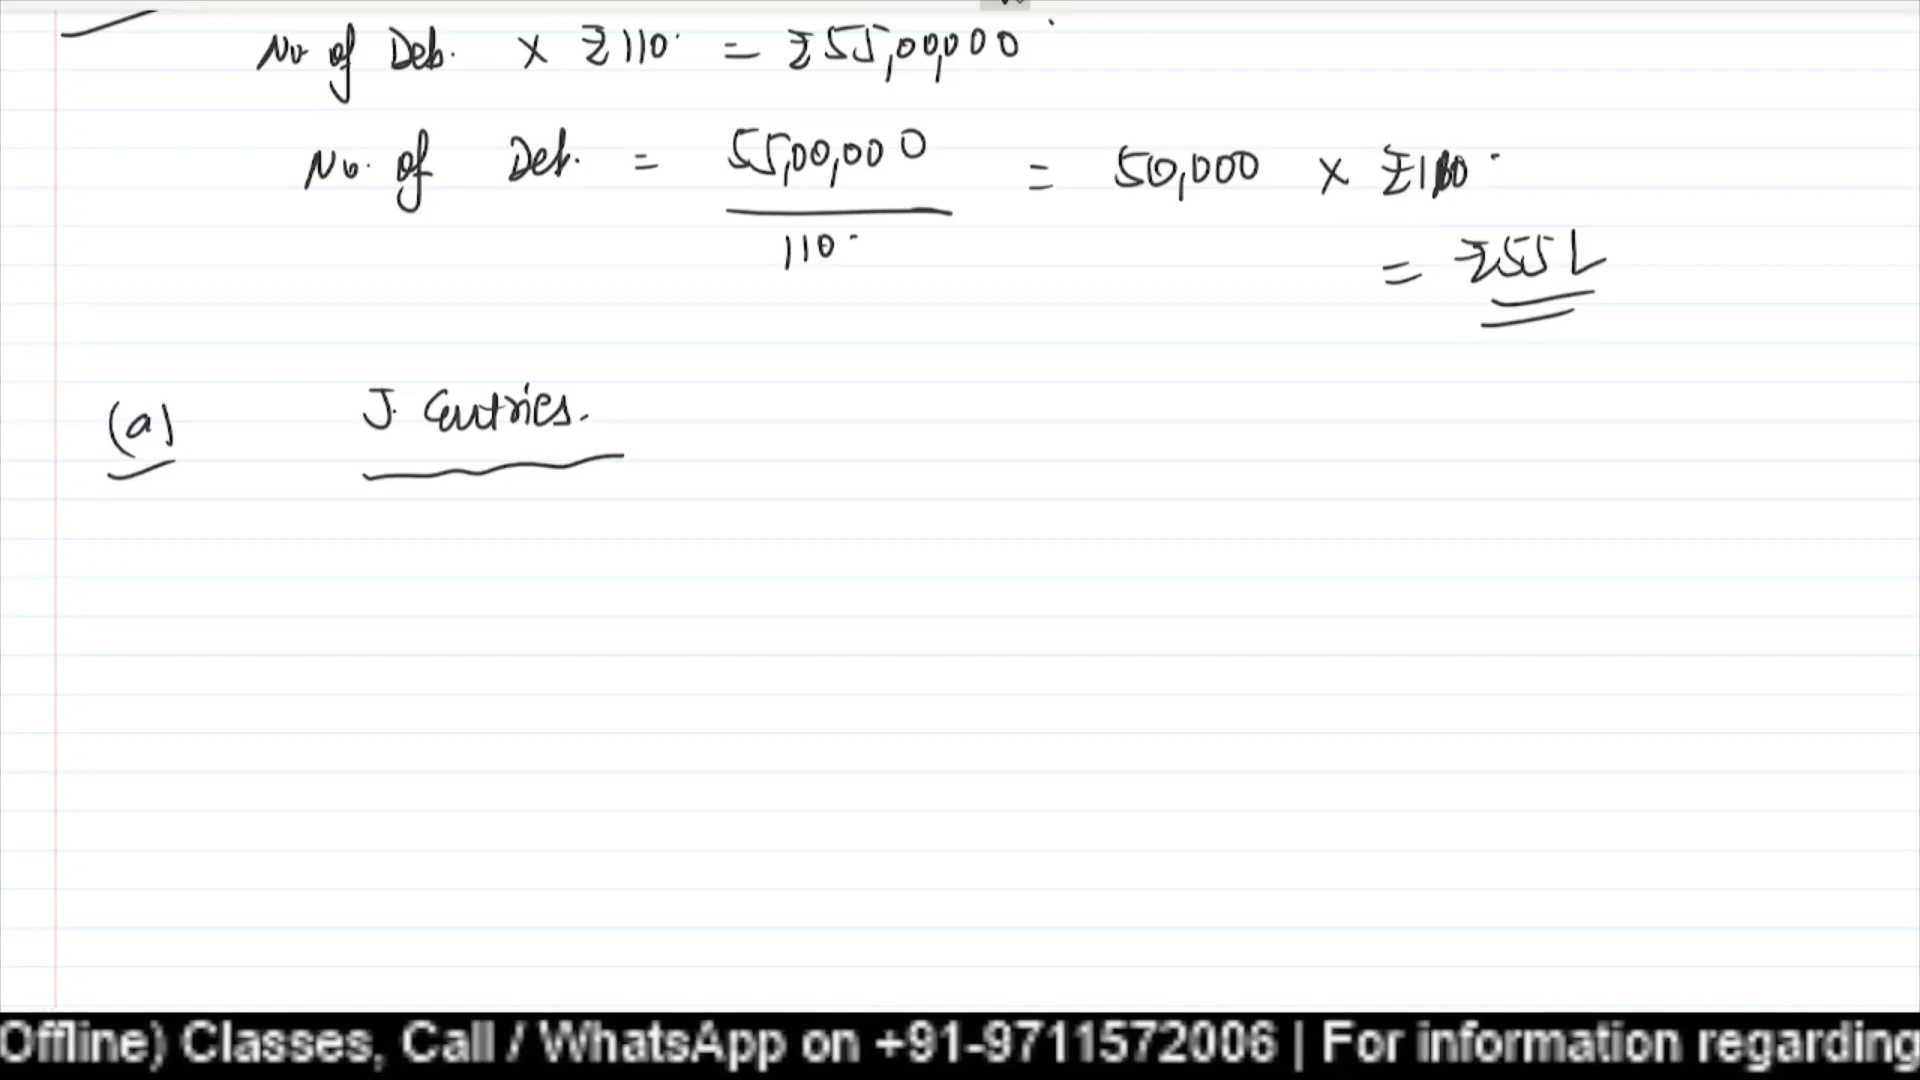 No of Deb. × ₹110 = ₹55,00,000
No. of Deb. = 55,00,000 / 110 = 50,000 × ₹110
= ₹55 L
(a) J. Entries.
Offline) Classes, Call / WhatsApp on +91-9711572006 | For information regarding